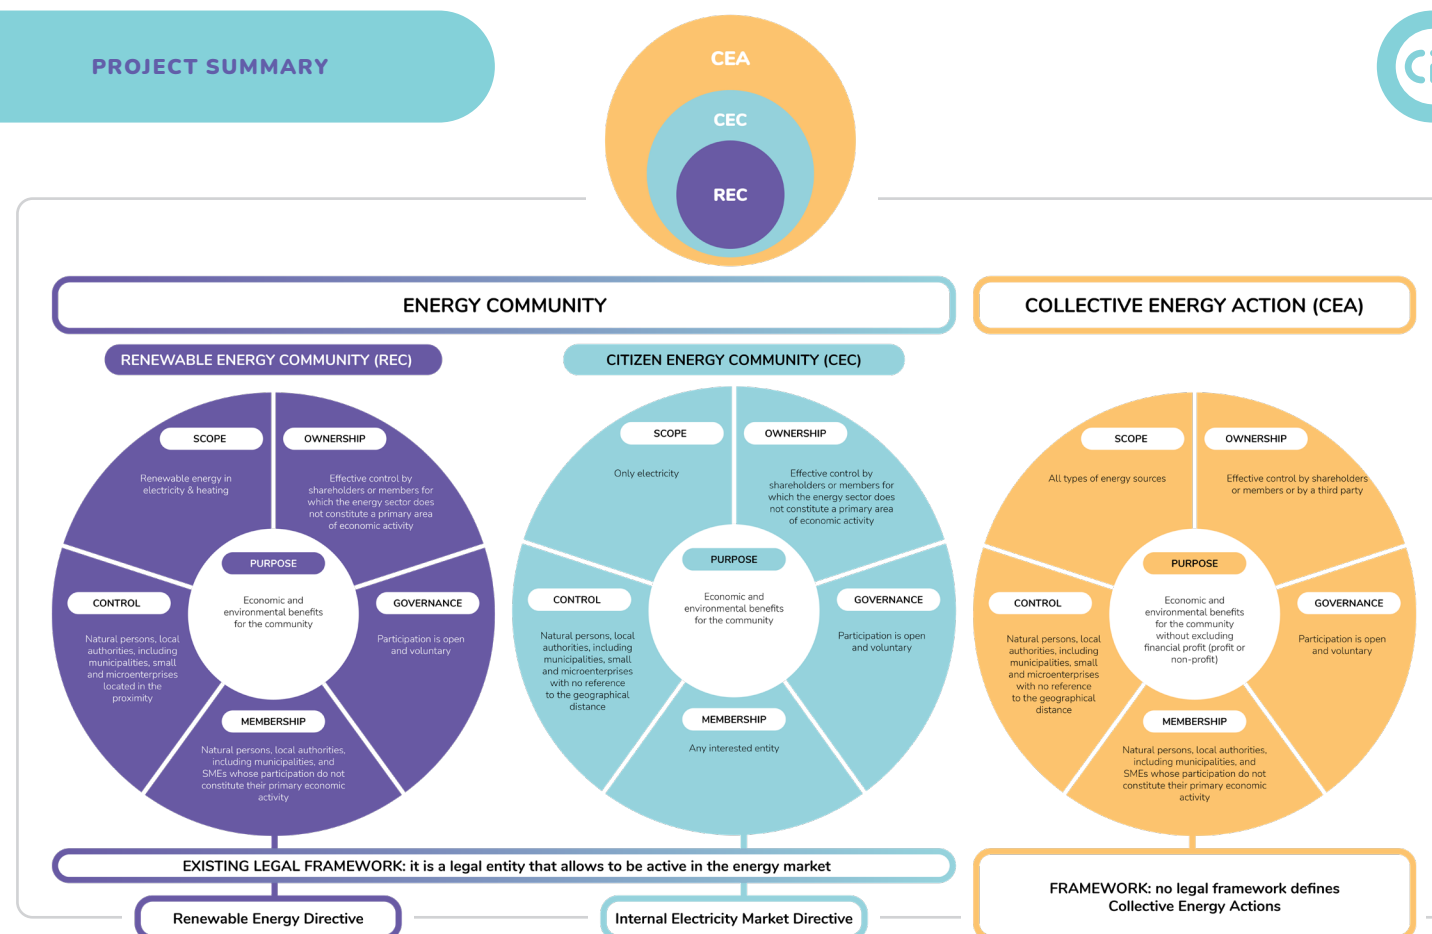 PROJECT SUMMARY
CEA
CEC
REC
ENERGY COMMUNITY
COLLECTIVE ENERGY ACTION (CEA)
RENEWABLE ENERGY COMMUNITY (REC)
CITIZEN ENERGY COMMUNITY (CEC)
SCOPE
Renewable energy in
electricity & heating
OWNERSHIP
Effective control by
shareholders or members for
which the energy sector does
not constitute a primary area
of economic activity
PURPOSE
Economic and
environmental benefits
for the community
CONTROL
Natural persons, local
authorities, including
municipalities, small
and microenterprises
located in the
proximity
GOVERNANCE
Participation is open
and voluntary
MEMBERSHIP
Natural persons, local authorities,
including municipalities, and
SMEs whose participation do not
constitute their primary economic
activity
SCOPE
Only electricity
OWNERSHIP
Effective control by
shareholders or members for
which the energy sector does
not constitute a primary area
of economic activity
PURPOSE
Economic and
environmental benefits
for the community
CONTROL
Natural persons, local
authorities, including
municipalities, small
and microenterprises
with no reference
to the geographical
distance
GOVERNANCE
Participation is open
and voluntary
MEMBERSHIP
Any interested entity
SCOPE
All types of energy sources
OWNERSHIP
Effective control by shareholders
or members or by a third party
PURPOSE
Economic and
environmental benefits
for the community
without excluding
financial profit (profit or
non-profit)
CONTROL
Natural persons, local
authorities, including
municipalities, small
and microenterprises
with no reference
to the geographical
distance
GOVERNANCE
Participation is open
and voluntary
MEMBERSHIP
Natural persons, local authorities,
including municipalities, and
SMEs whose participation do not
constitute their primary economic
activity
EXISTING LEGAL FRAMEWORK: it is a legal entity that allows to be active in the energy market
Renewable Energy Directive
Internal Electricity Market Directive
FRAMEWORK: no legal framework defines
Collective Energy Actions